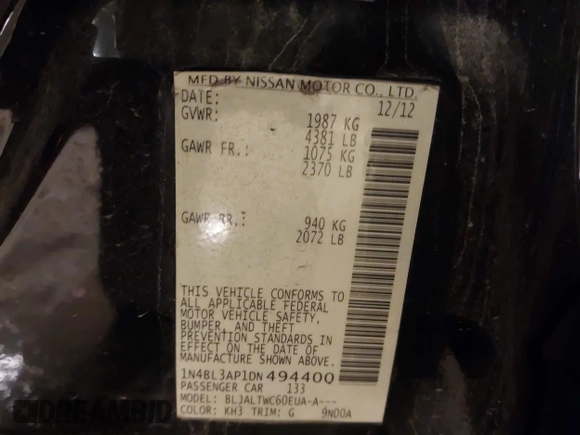 MFD BY NISSAN MOTOR CO., LTD.
DATE: 12/12
GVWR: 1987 KG
4381 LB
GAWR FR.: 1075 KG
2370 LB
GAWR RR.: 940 KG
2072 LB
THIS VEHICLE CONFORMS TO
ALL APPLICABLE FEDERAL
MOTOR VEHICLE SAFETY,
BUMPER, AND THEFT
PREVENTION STANDARDS IN
EFFECT ON THE DATE OF
MANUFACTURE SHOWN ABOVE.
1N4BL3AP1DN494400
PASSENGER CAR 133
MODEL: BLJALTWC60EUA-A---
COLOR: KH3 TRIM: G 9N00A
BIDFAX
BIDFAX